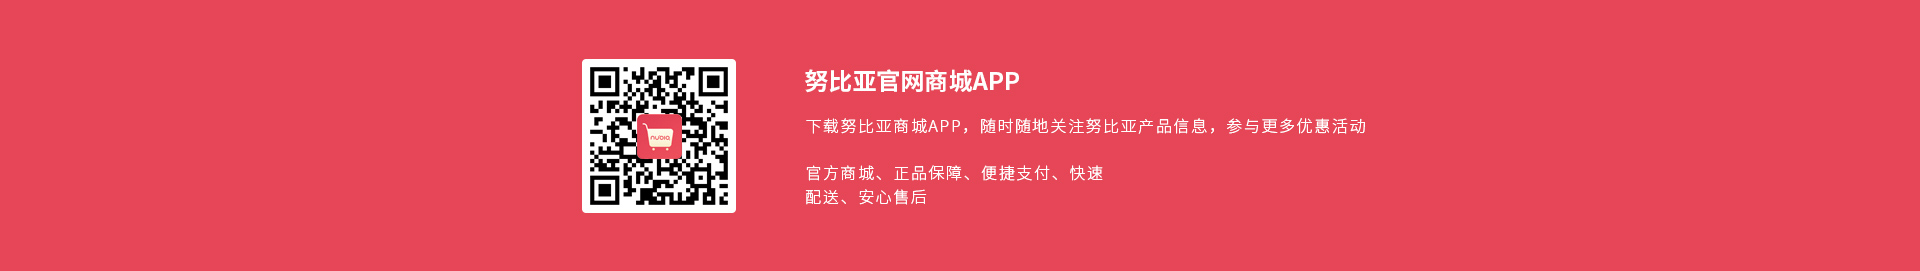 nubia
努比亚官网商城APP
下载努比亚商城APP，随时随地关注努比亚产品信息，参与更多优惠活动
官方商城、正品保障、便捷支付、快速
配送、安心售后